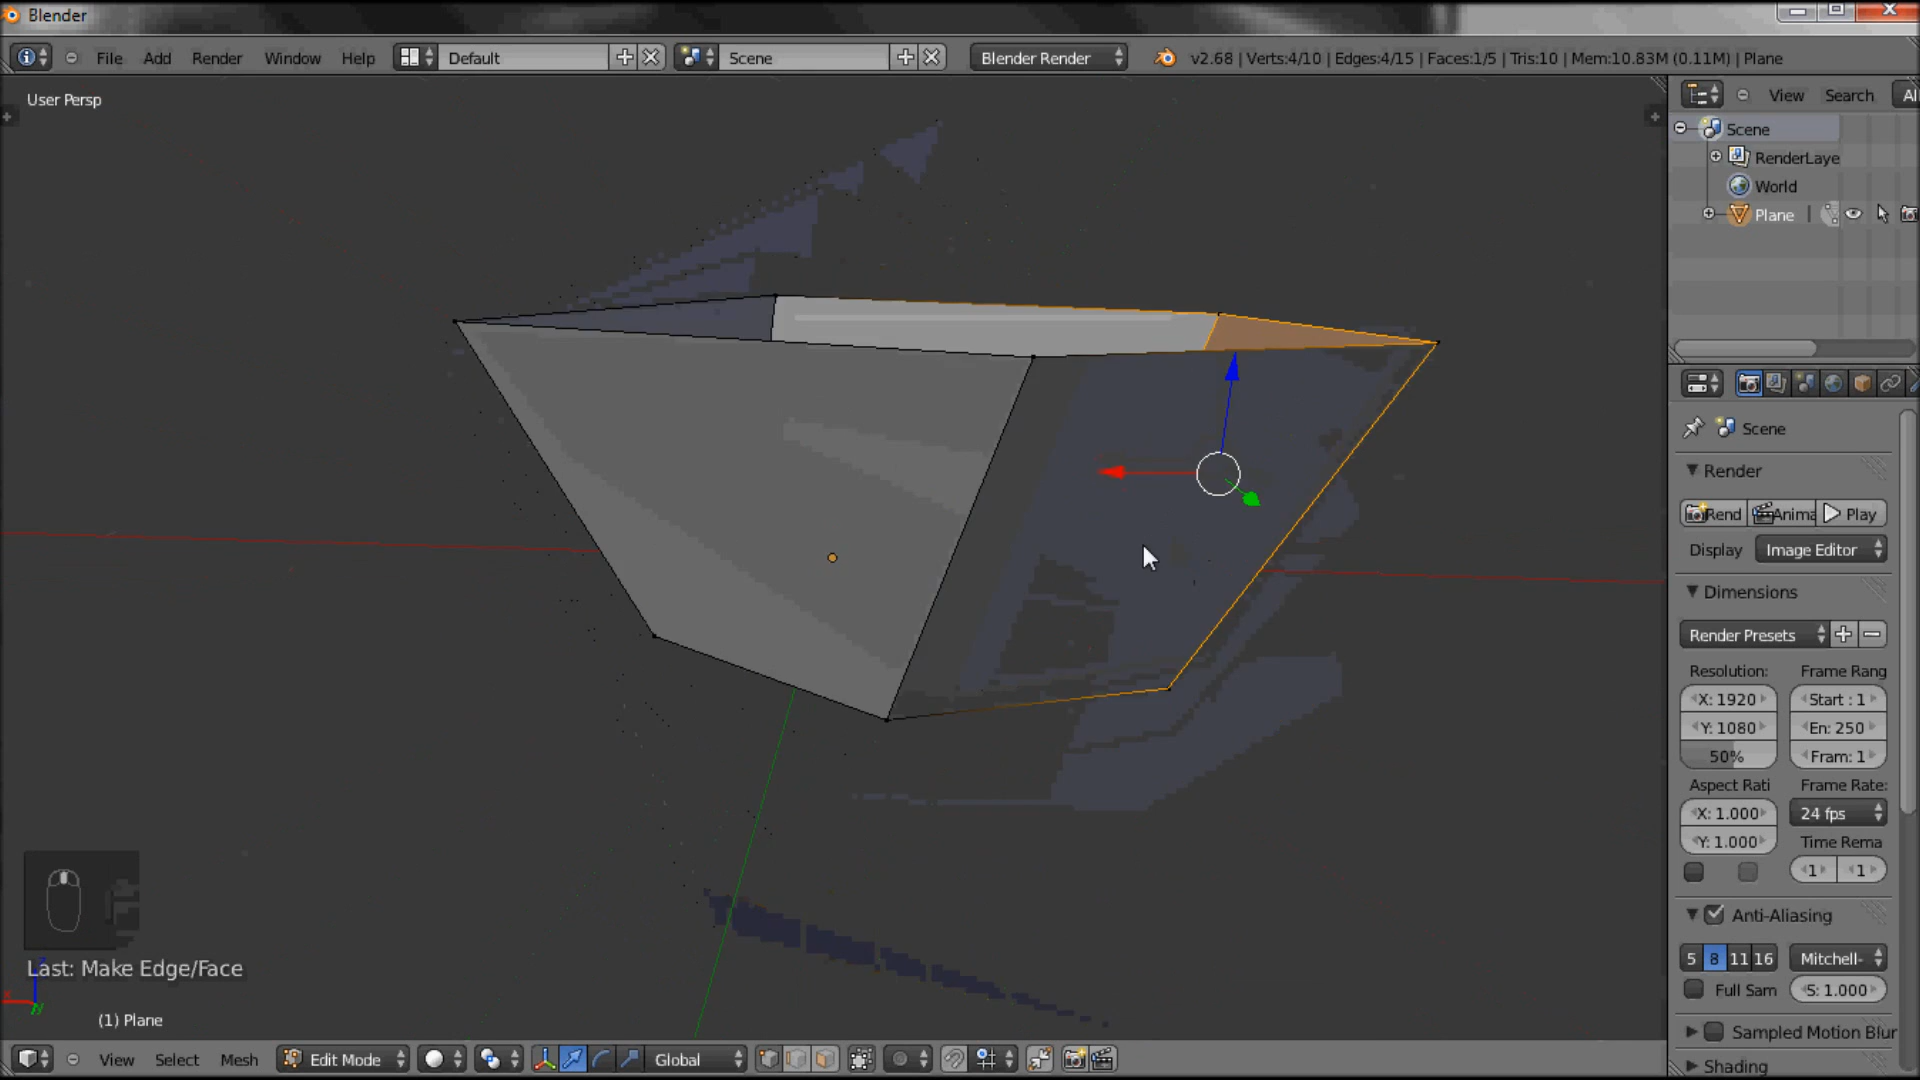 Blender
File Add Render Window Help Default Scene Blender Render v2.68 | Verts:4/10 | Edges:4/15 | Faces:1/5 | Tris:10 | Mem:10.83M (0.11M) | Plane
User Persp
View Search Al
Scene
RenderLaye
World
Plane
Scene
Render
Rend Anima Play
Display Image Editor
Dimensions
Render Presets
Resolution: Frame Rang
X: 1920 Start : 1
Y: 1080 En: 250
50% Fram: 1
Aspect Rati Frame Rate:
X: 1.000 24 fps
Y: 1.000 Time Rema
1 1
Anti-Aliasing
5 8 11 16 Mitchell-
Full Sam S: 1.000
Sampled Motion Blur
Shading
Last: Make Edge/Face
(1) Plane
View Select Mesh Edit Mode Global